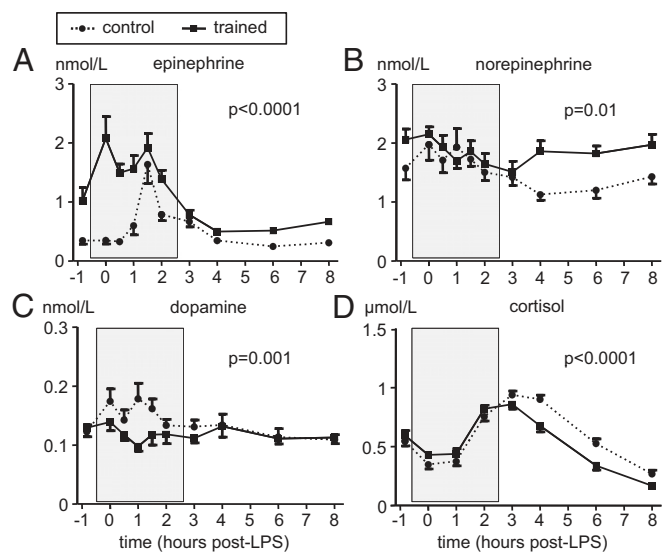 control trained
A nmol/L epinephrine
3
2
1
0
p<0.0001
-1 0 1 2 3 4 5 6 7 8
B nmol/L norepinephrine
3
2
1
0
p=0.01
-1 0 1 2 3 4 5 6 7 8
C nmol/L dopamine
0.3
0.2
0.1
0
p=0.001
-1 0 1 2 3 4 5 6 7 8
time (hours post-LPS)
D µmol/L cortisol
1.5
1
0.5
0
p<0.0001
-1 0 1 2 3 4 5 6 7 8
time (hours post-LPS)